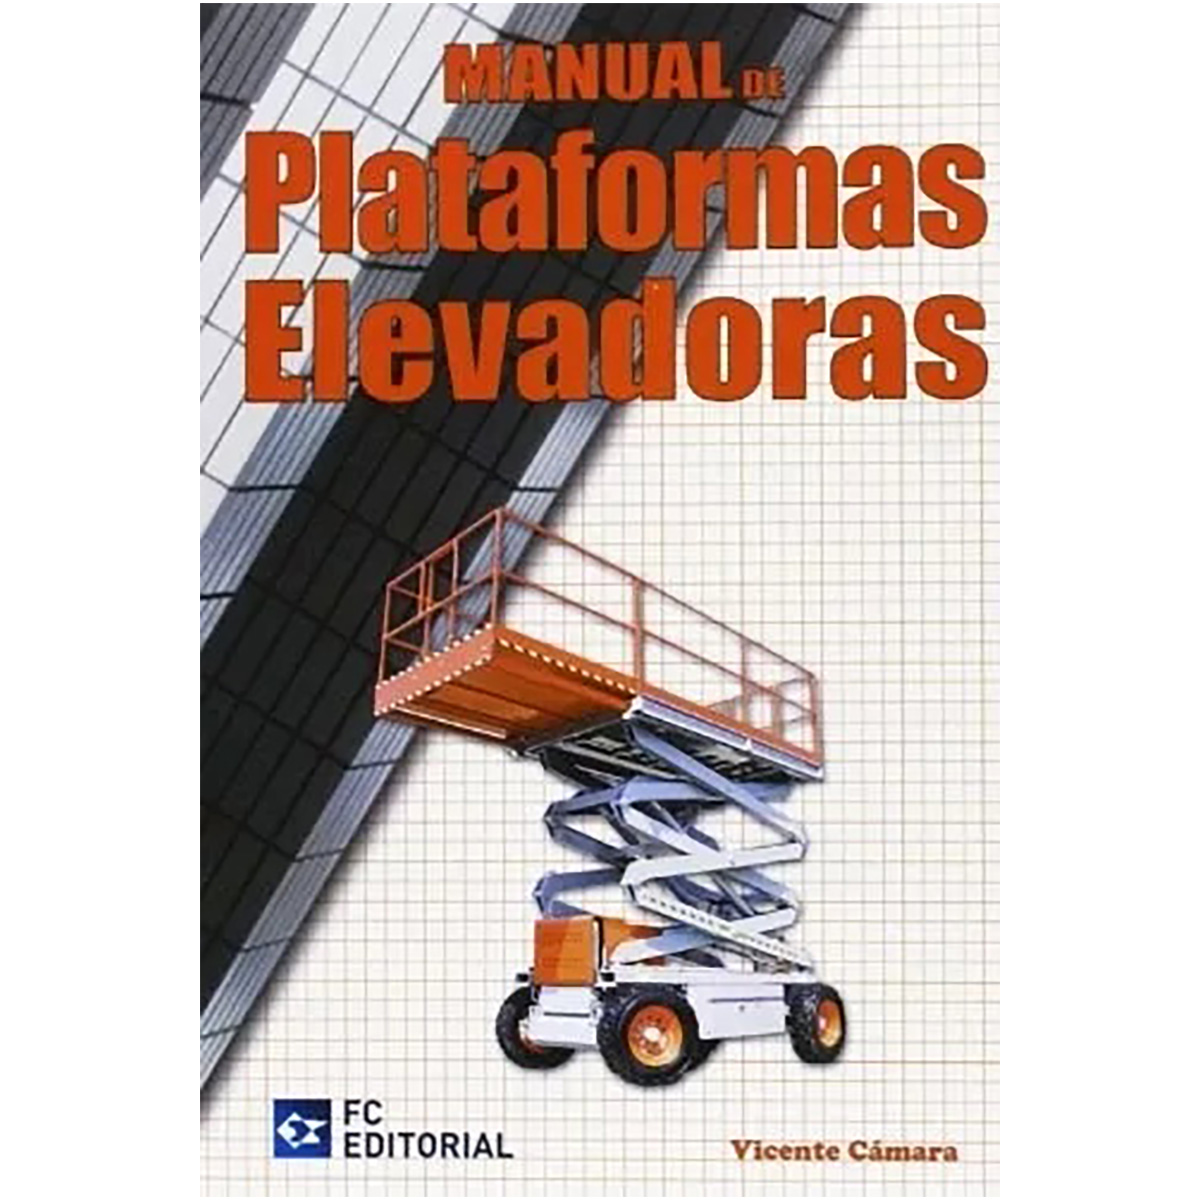 MANUAL DE
Plataformas
Elevadoras
FC
EDITORIAL
Vicente Cámara